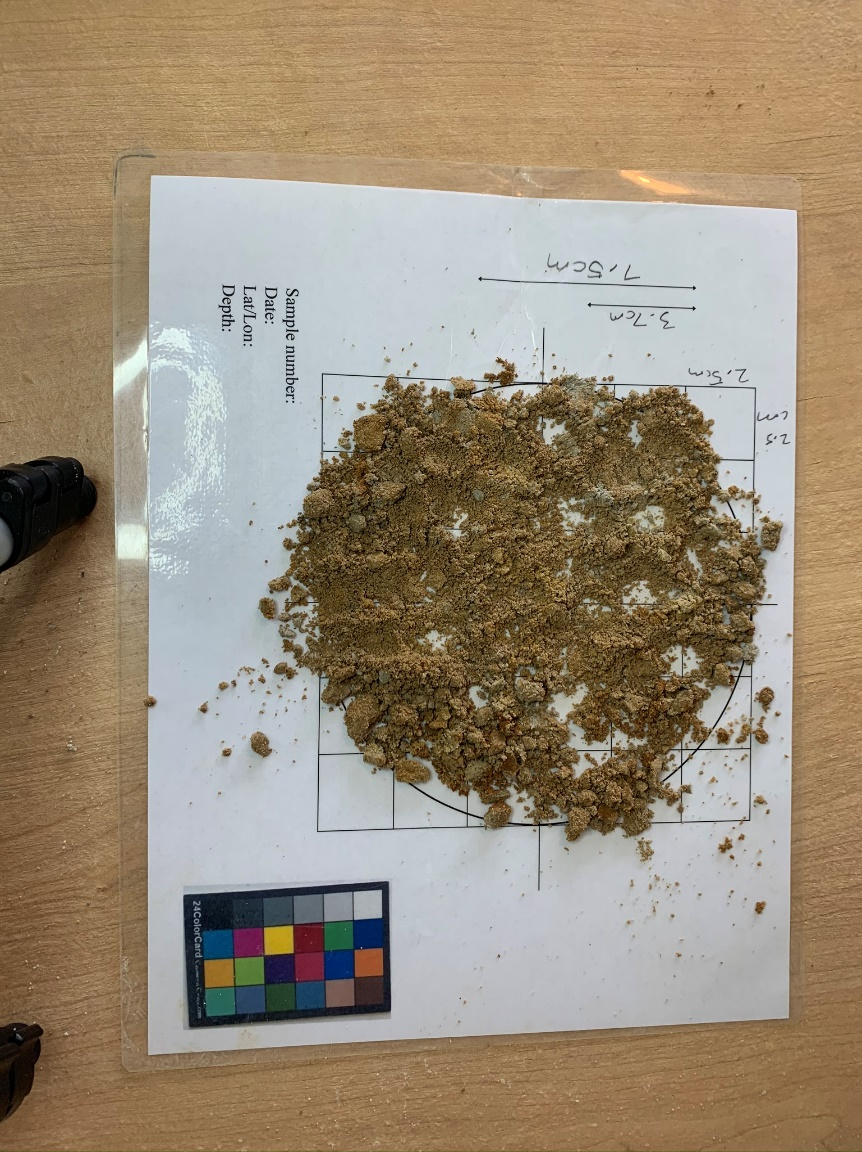 Sample number:
Date:
Lat/Lon:
Depth:
7.5cm
3.7cm
2.5cm
2.5
cm
24ColorCard